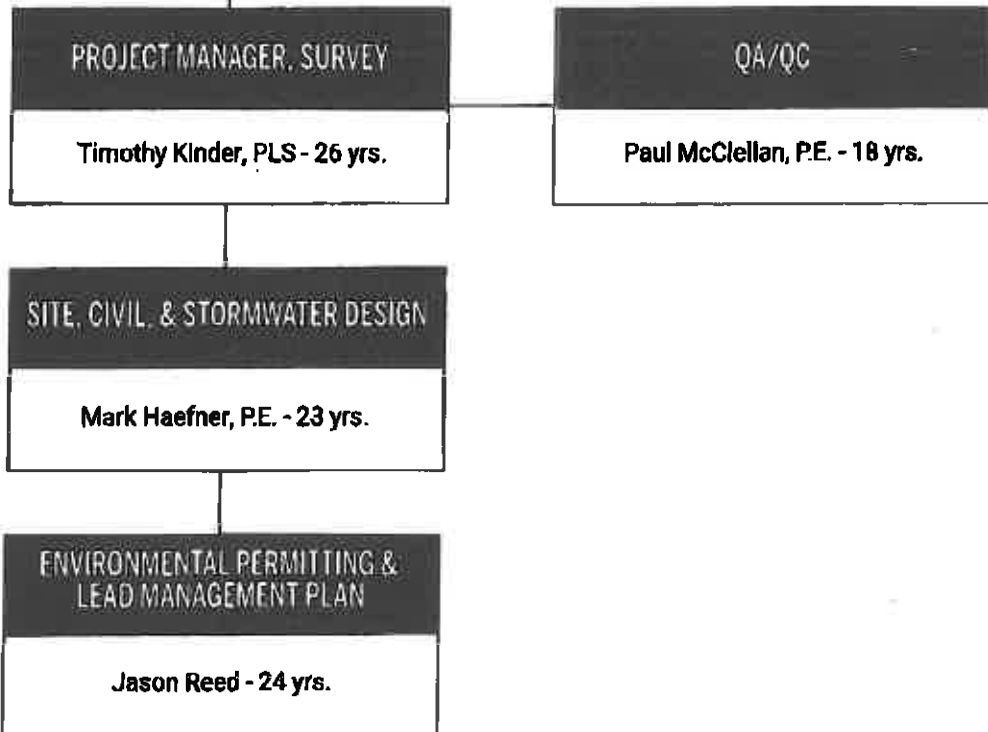 PROJECT MANAGER, SURVEY
Timothy Kinder, PLS - 26 yrs.
QA/QC
Paul McClellan, P.E. - 18 yrs.
SITE, CIVIL, & STORMWATER DESIGN
Mark Haefner, P.E. - 23 yrs.
ENVIRONMENTAL PERMITTING &
LEAD MANAGEMENT PLAN
Jason Reed - 24 yrs.